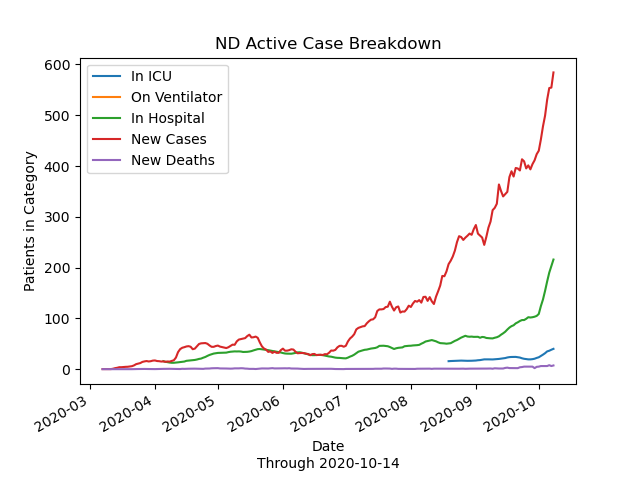 ND Active Case Breakdown
In ICU
On Ventilator
In Hospital
New Cases
New Deaths
600
500
400
300
200
100
0
Patients in Category
2020-03
2020-04
2020-05
2020-06
2020-07
2020-08
2020-09
2020-10
Date
Through 2020-10-14